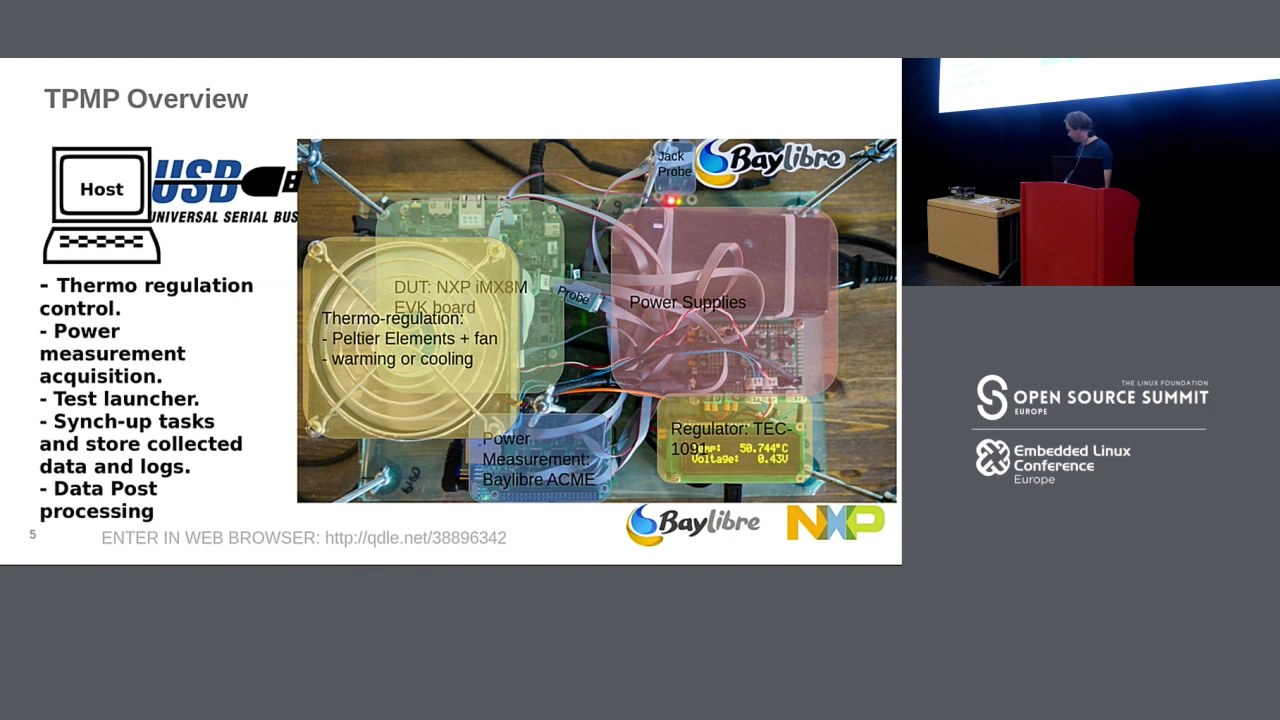 TPMP Overview
Host
USB
UNIVERSAL SERIAL BUS
- Thermo regulation
control.
- Power
measurement
acquisition.
- Test launcher.
- Synch-up tasks
and store collected
data and logs.
- Data Post
processing
Jack
Probe
Baylibre
DUT: NXP iMX8M
EVK board
Probe
Power Supplies
Thermo-regulation:
- Peltier Elements + fan
- warming or cooling
Power
Measurement:
Baylibre ACME
Regulator: TEC-
1091
50.744°C
Voltage: 0.43V
5
ENTER IN WEB BROWSER: http://qdle.net/38896342
Baylibre
NXP
THE LINUX FOUNDATION
OPEN SOURCE SUMMIT
EUROPE
Embedded Linux
Conference
Europe